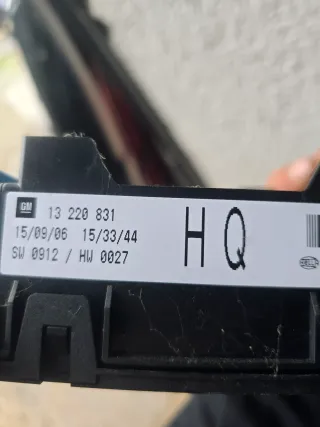 GM 13 220 831
15/09/06 15/33/44
SW 0912 / HW 0027
HQ